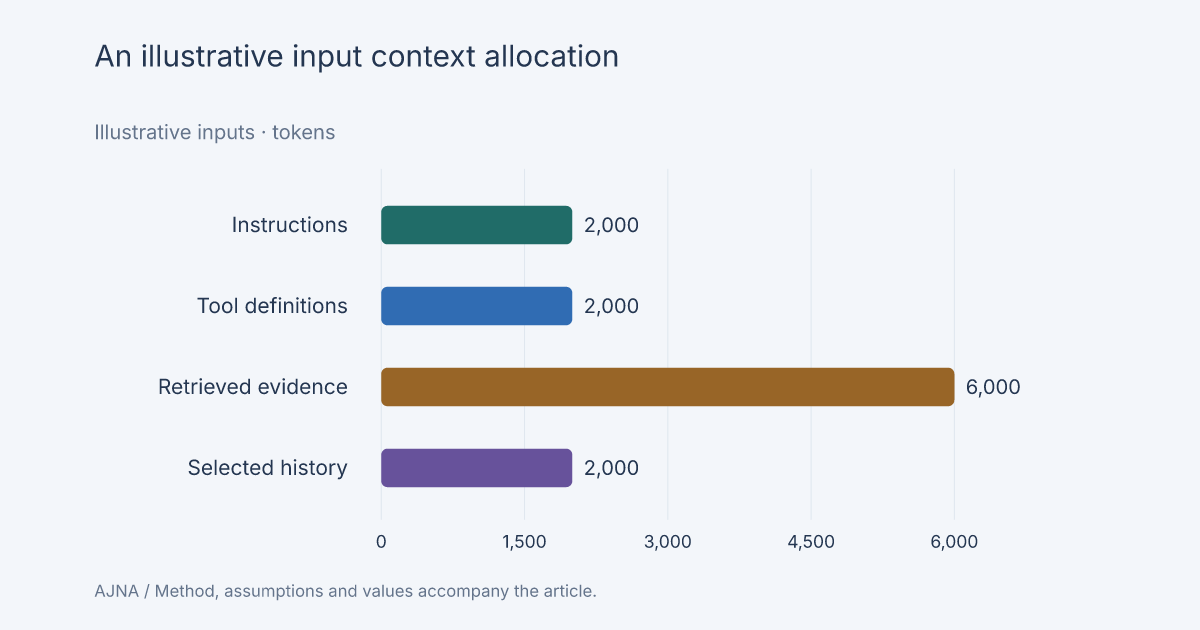 An illustrative input context allocation
Illustrative inputs · tokens
Instructions 2,000
Tool definitions 2,000
Retrieved evidence 6,000
Selected history 2,000
0 1,500 3,000 4,500 6,000
AJNA / Method, assumptions and values accompany the article.